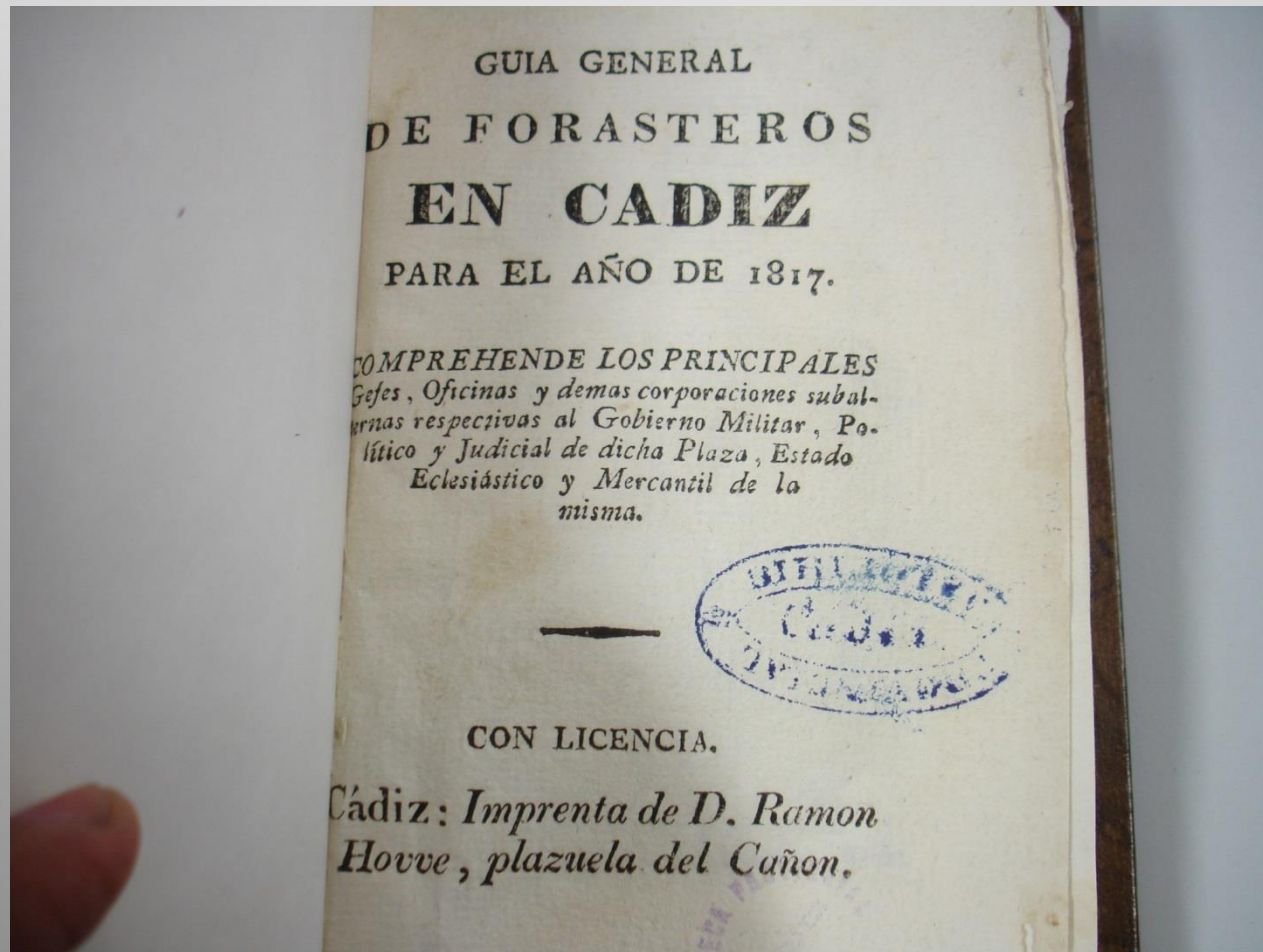 GUIA GENERAL
DE FORASTEROS
EN CADIZ
PARA EL AÑO DE 1817.
COMPREHENDE LOS PRINCIPALES
Gefes, Oficinas y demas corporaciones subal-
ternas respectivas al Gobierno Militar, Po-
lítico y Judicial de dicha Plaza, Estado
Eclesiástico y Mercantil de la
misma.
CON LICENCIA.
Cádiz: Imprenta de D. Ramon
Hovve, plazuela del Cañon.